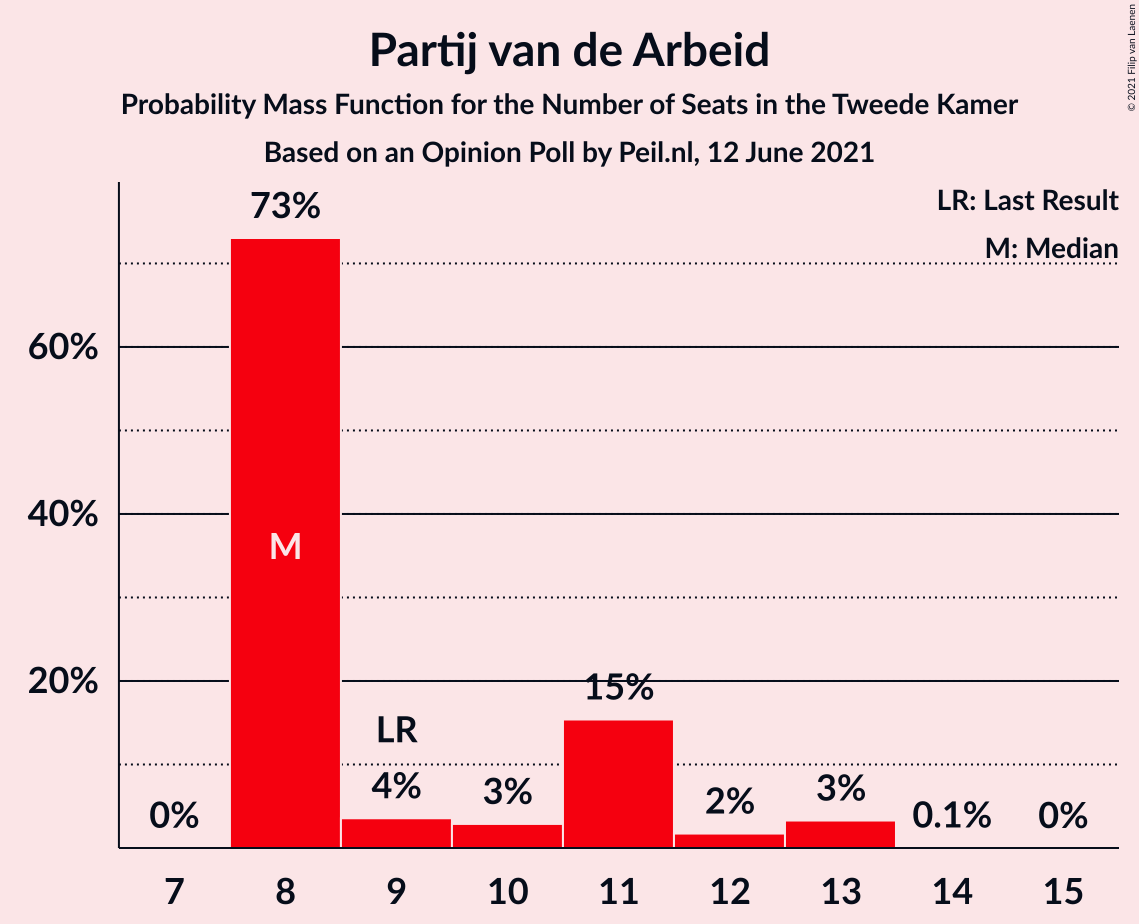 Partij van de Arbeid
Probability Mass Function for the Number of Seats in the Tweede Kamer
Based on an Opinion Poll by Peil.nl, 12 June 2021
© 2021 Filip van Laenen
LR: Last Result
M: Median
73%
60%
40%
20%
M
LR
0%
4%
3%
15%
2%
3%
0.1%
0%
7 8 9 10 11 12 13 14 15